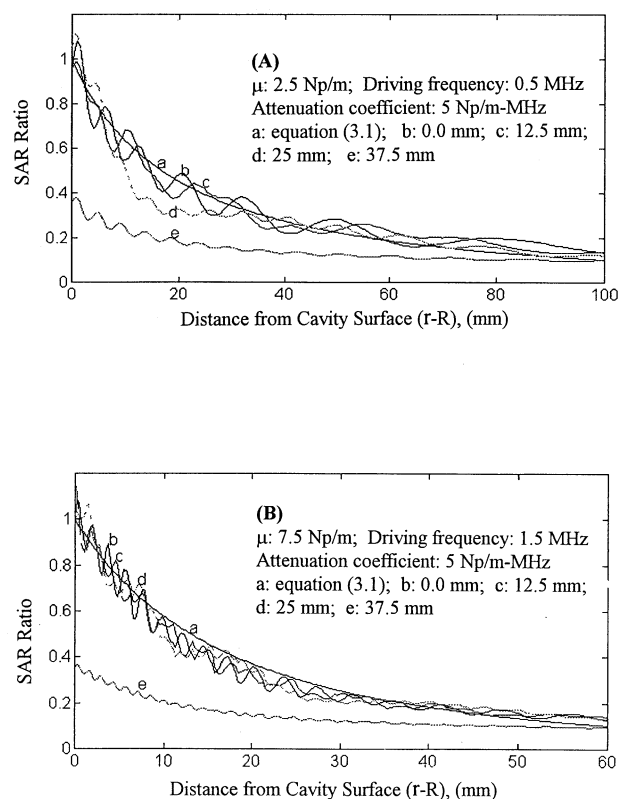 (A)
μ: 2.5 Np/m; Driving frequency: 0.5 MHz
Attenuation coefficient: 5 Np/m-MHz
a: equation (3.1); b: 0.0 mm; c: 12.5 mm;
d: 25 mm; e: 37.5 mm
SAR Ratio
1
0.8
0.6
0.4
0.2
0
a
b
c
d
e
0 20 40 60 80 100
Distance from Cavity Surface (r-R), (mm)
(B)
μ: 7.5 Np/m; Driving frequency: 1.5 MHz
Attenuation coefficient: 5 Np/m-MHz
a: equation (3.1); b: 0.0 mm; c: 12.5 mm;
d: 25 mm; e: 37.5 mm
SAR Ratio
1
0.8
0.6
0.4
0.2
0
b
c
d
a
e
0 10 20 30 40 50 60
Distance from Cavity Surface (r-R), (mm)